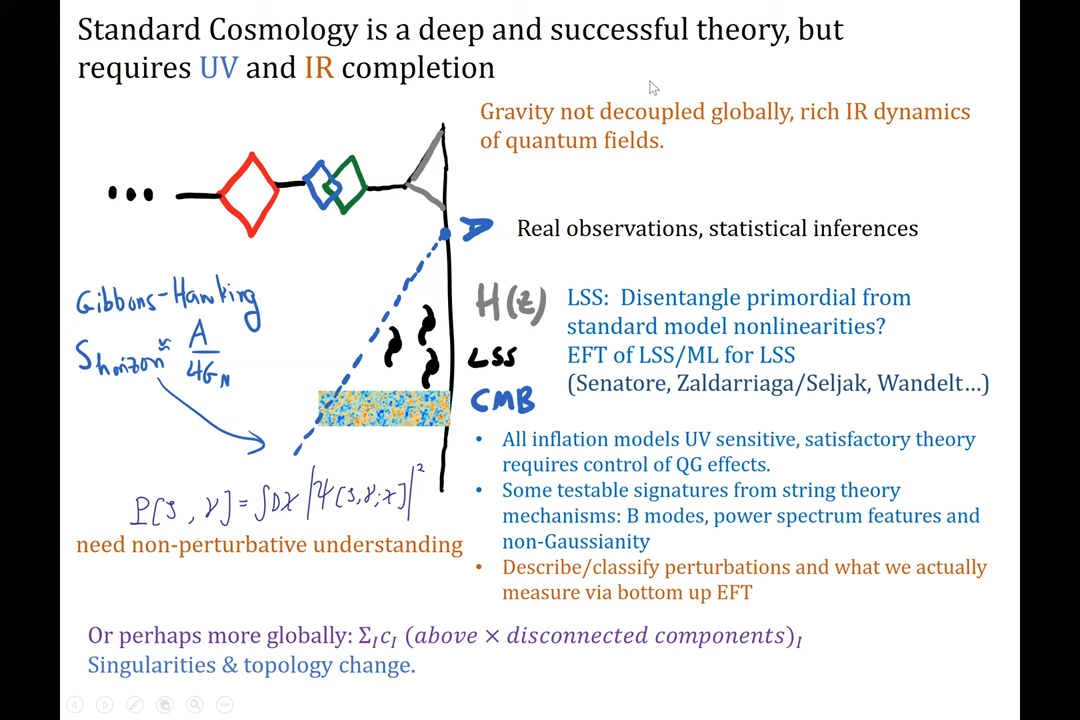 Standard Cosmology is a deep and successful theory, but
requires UV and IR completion
Gravity not decoupled globally, rich IR dynamics
of quantum fields.
Real observations, statistical inferences
Gibbons-Hawking
S horizon ≈ A/4G_N
H(z)
LSS
CMB
LSS: Disentangle primordial from
standard model nonlinearities?
EFT of LSS/ML for LSS
(Senatore, Zaldarriaga/Seljak, Wandelt…)
• All inflation models UV sensitive, satisfactory theory
requires control of QG effects.
• Some testable signatures from string theory
mechanisms: B modes, power spectrum features and
non-Gaussianity
• Describe/classify perturbations and what we actually
measure via bottom up EFT
P[ζ, γ] = ∫Dχ |Ψ[ζ,γ;χ]|²
need non-perturbative understanding
Or perhaps more globally: Σ_I c_I (above × disconnected components)_I
Singularities & topology change.